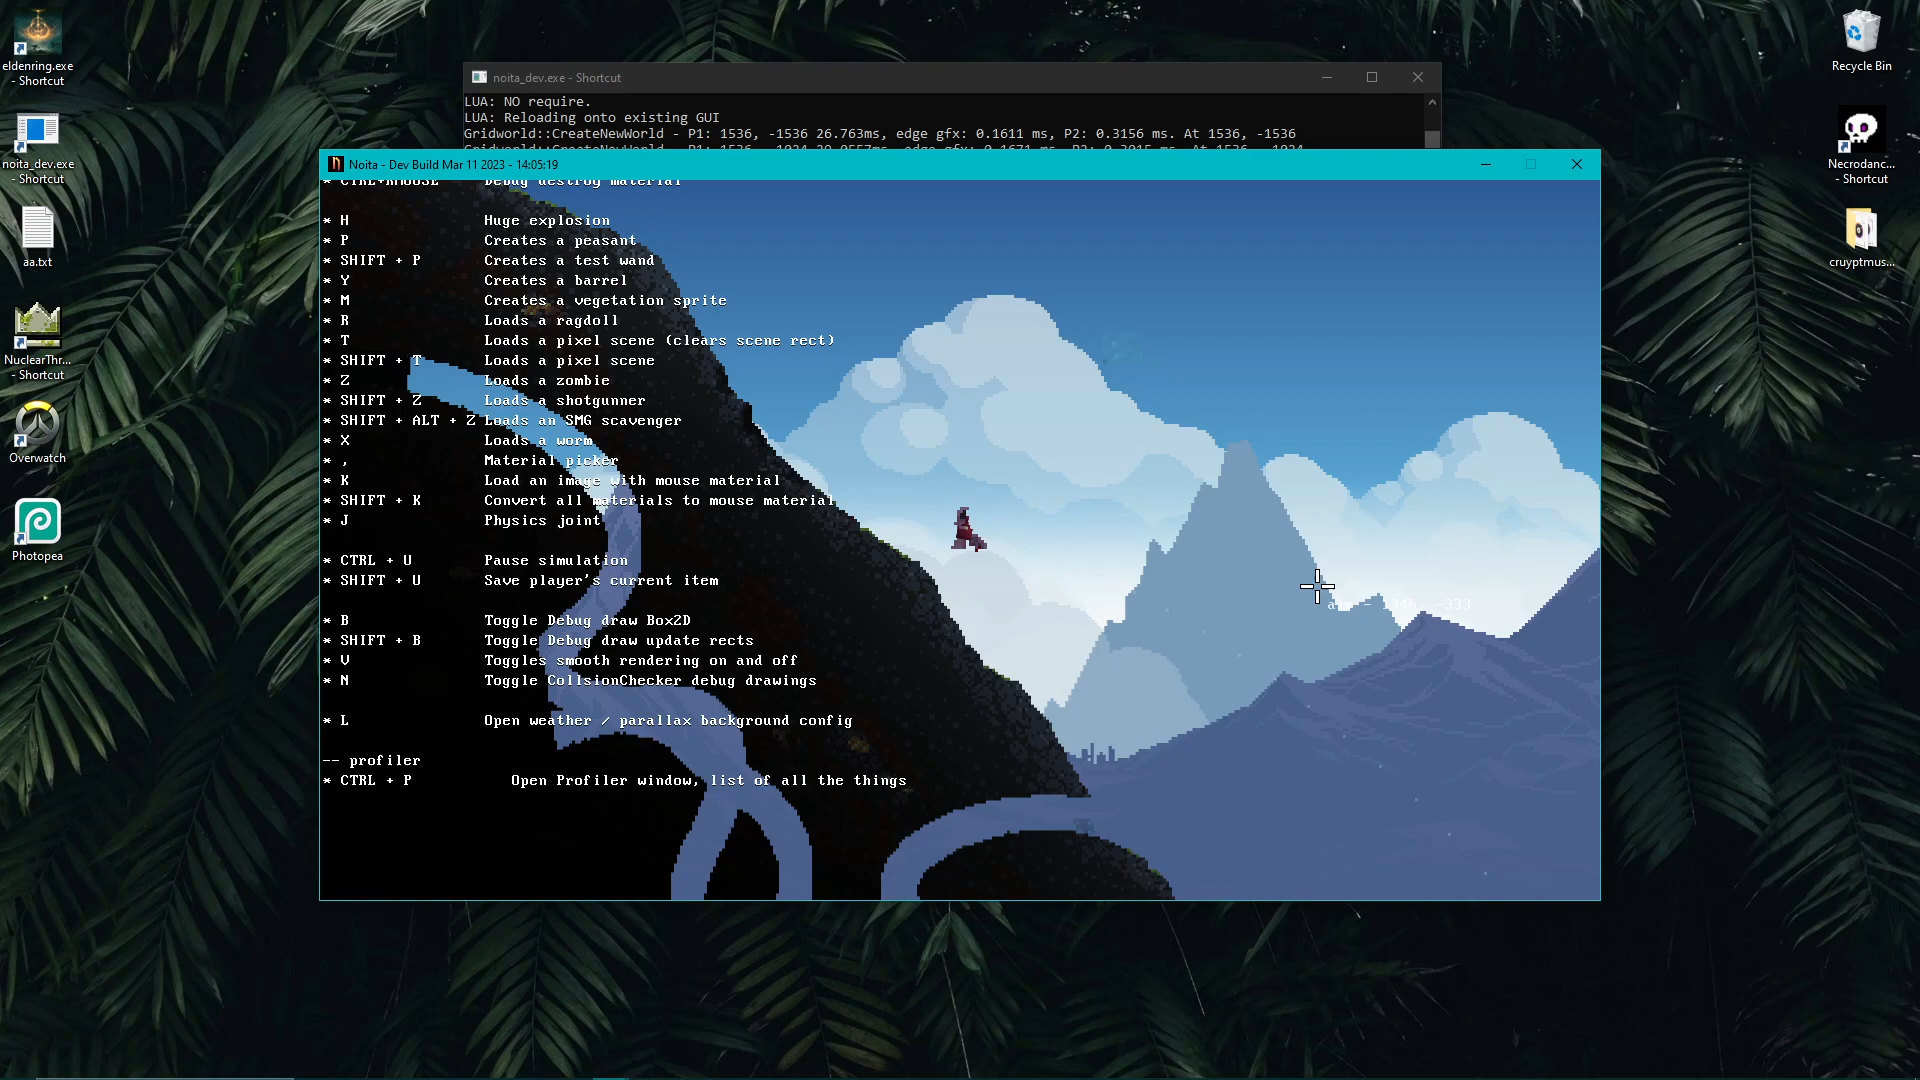 eldenring.exe
- Shortcut
noita_dev.exe
- Shortcut
aa.txt
NuclearThr...
- Shortcut
Overwatch
Photopea
Recycle Bin
Necrodanc...
- Shortcut
cruyptmus...
noita_dev.exe - Shortcut
LUA: NO require.
LUA: Reloading onto existing GUI
Gridworld::CreateNewWorld - P1: 1536, -1536 26.763ms, edge gfx: 0.1611 ms, P2: 0.3156 ms. At 1536, -1536
Noita - Dev Build Mar 11 2023 - 14:05:19
* CTRL+RMOUSE Debug destroy material
* H Huge explosion
* P Creates a peasant
* SHIFT + P Creates a test wand
* Y Creates a barrel
* M Creates a vegetation sprite
* R Loads a ragdoll
* T Loads a pixel scene (clears scene rect)
* SHIFT + T Loads a pixel scene
* Z Loads a zombie
* SHIFT + Z Loads a shotgunner
* SHIFT + ALT + Z Loads an SMG scavenger
* X Loads a worm
* , Material picker
* K Load an image with mouse material
* SHIFT + K Convert all materials to mouse material
* J Physics joint
* CTRL + U Pause simulation
* SHIFT + U Save player's current item
* B Toggle Debug draw Box2D
* SHIFT + B Toggle Debug draw update rects
* V Toggles smooth rendering on and off
* N Toggle CollsionChecker debug drawings
* L Open weather / parallax background config
-- profiler
* CTRL + P Open Profiler window, list of all the things
-333